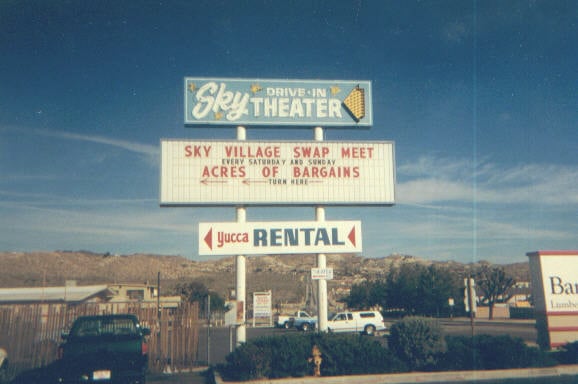 Sky DRIVE-IN
THEATER
SKY VILLAGE SWAP MEET
EVERY SATURDAY AND SUNDAY
ACRES OF BARGAINS
TURN HERE
Yucca RENTAL
Bar
Lumbe